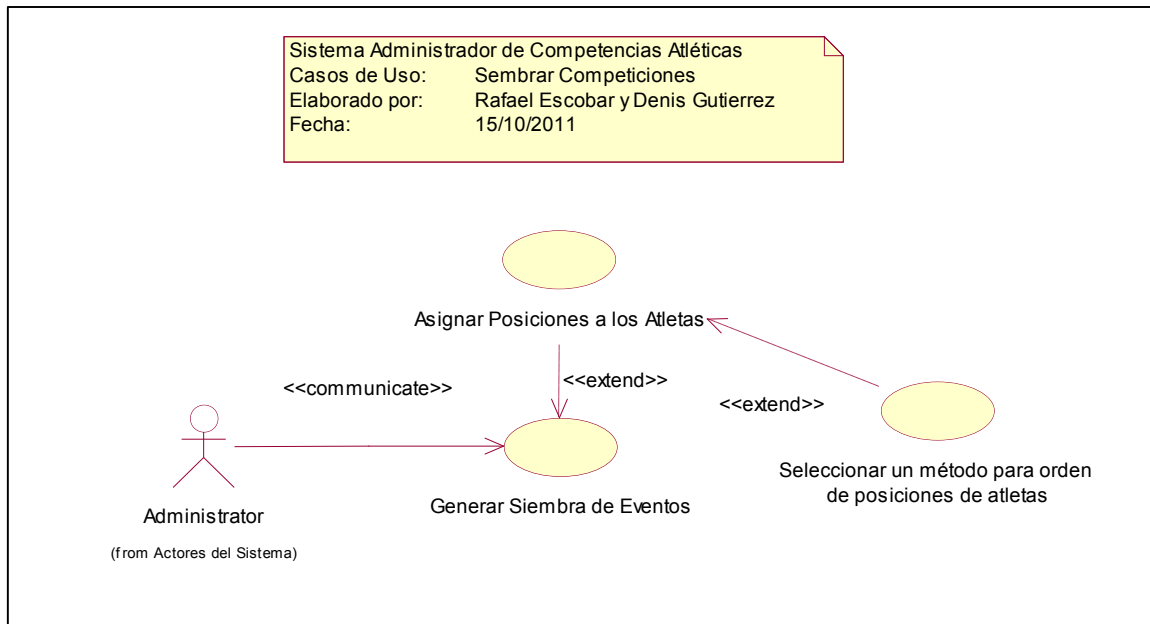 Sistema Administrador de Competencias Atléticas
Casos de Uso: Sembrar Competiciones
Elaborado por: Rafael Escobar y Denis Gutierrez
Fecha: 15/10/2011
Asignar Posiciones a los Atletas
<<communicate>>
<<extend>>
<<extend>>
Seleccionar un método para orden
de posiciones de atletas
Generar Siembra de Eventos
Administrator
(from Actores del Sistema)